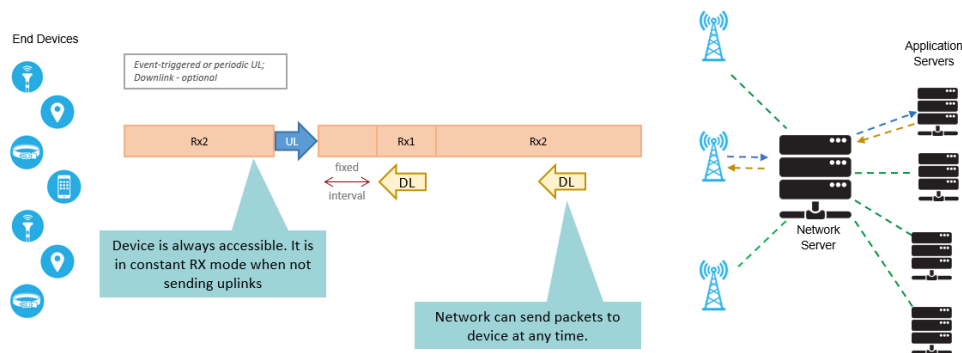 End Devices
Event-triggered or periodic UL;
Downlink - optional
Rx2
UL
Rx1
Rx2
fixed
interval
DL
DL
Device is always accessible. It is
in constant RX mode when not
sending uplinks
Network can send packets to
device at any time.
Application
Servers
Network
Server